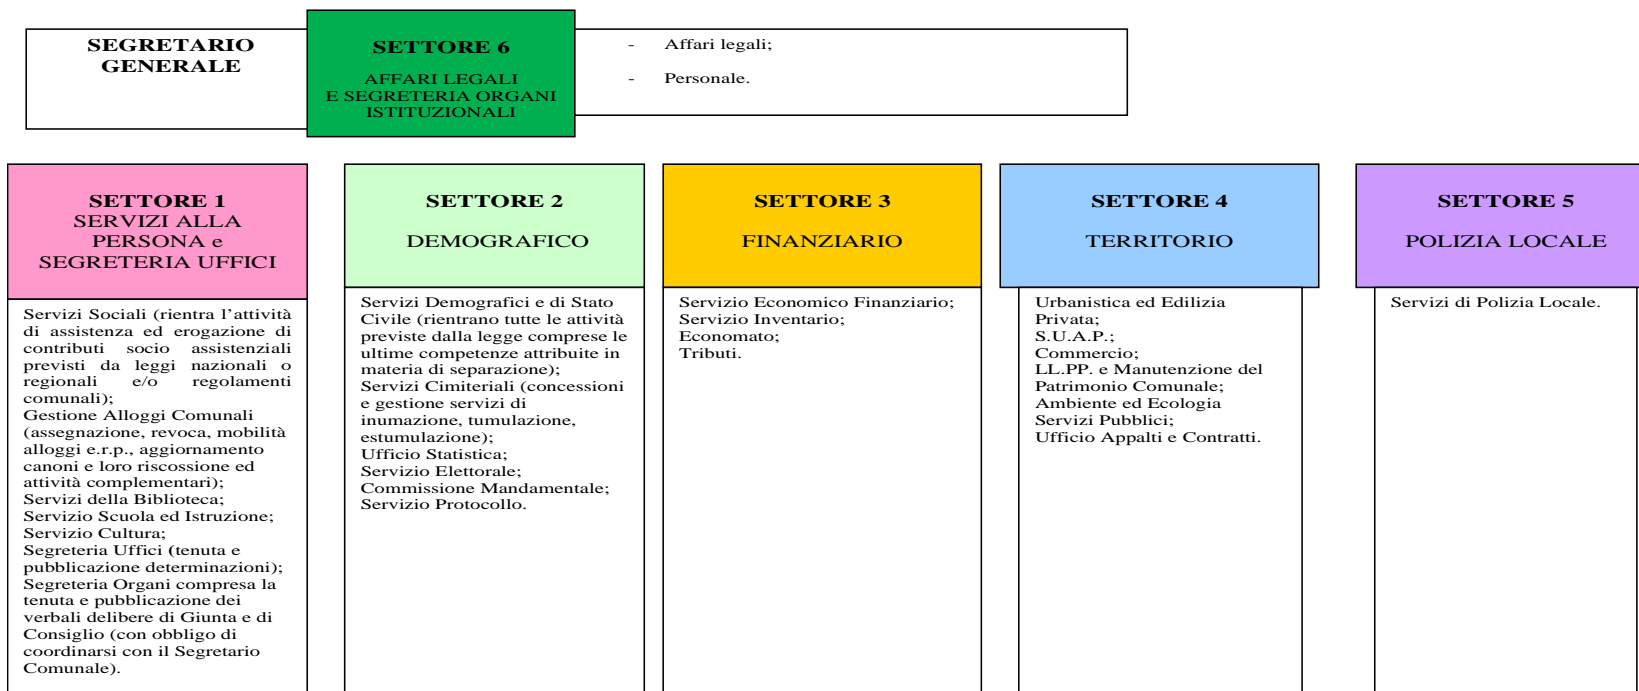 SEGRETARIO
GENERALE
SETTORE 6
AFFARI LEGALI
E SEGRETERIA ORGANI
ISTITUZIONALI
- Affari legali;
- Personale.
SETTORE 1
SERVIZI ALLA
PERSONA e
SEGRETERIA UFFICI
Servizi Sociali (rientra l’attività
di assistenza ed erogazione di
contributi socio assistenziali
previsti da leggi nazionali o
regionali e/o regolamenti
comunali);
Gestione Alloggi Comunali
(assegnazione, revoca, mobilità
alloggi e.r.p., aggiornamento
canoni e loro riscossione ed
attività complementari);
Servizi della Biblioteca;
Servizio Scuola ed Istruzione;
Servizio Cultura;
Segreteria Uffici (tenuta e
pubblicazione determinazioni);
Segreteria Organi compresa la
tenuta e pubblicazione dei
verbali delibere di Giunta e di
Consiglio (con obbligo di
coordinarsi con il Segretario
Comunale).
SETTORE 2
DEMOGRAFICO
Servizi Demografici e di Stato
Civile (rientrano tutte le attività
previste dalla legge comprese le
ultime competenze attribuite in
materia di separazione);
Servizi Cimiteriali (concessioni
e gestione servizi di
inumazione, tumulazione,
estumulazione);
Ufficio Statistica;
Servizio Elettorale;
Commissione Mandamentale;
Servizio Protocollo.
SETTORE 3
FINANZIARIO
Servizio Economico Finanziario;
Servizio Inventario;
Economato;
Tributi.
SETTORE 4
TERRITORIO
Urbanistica ed Edilizia
Privata;
S.U.A.P.;
Commercio;
LL.PP. e Manutenzione del
Patrimonio Comunale;
Ambiente ed Ecologia
Servizi Pubblici;
Ufficio Appalti e Contratti.
SETTORE 5
POLIZIA LOCALE
Servizi di Polizia Locale.